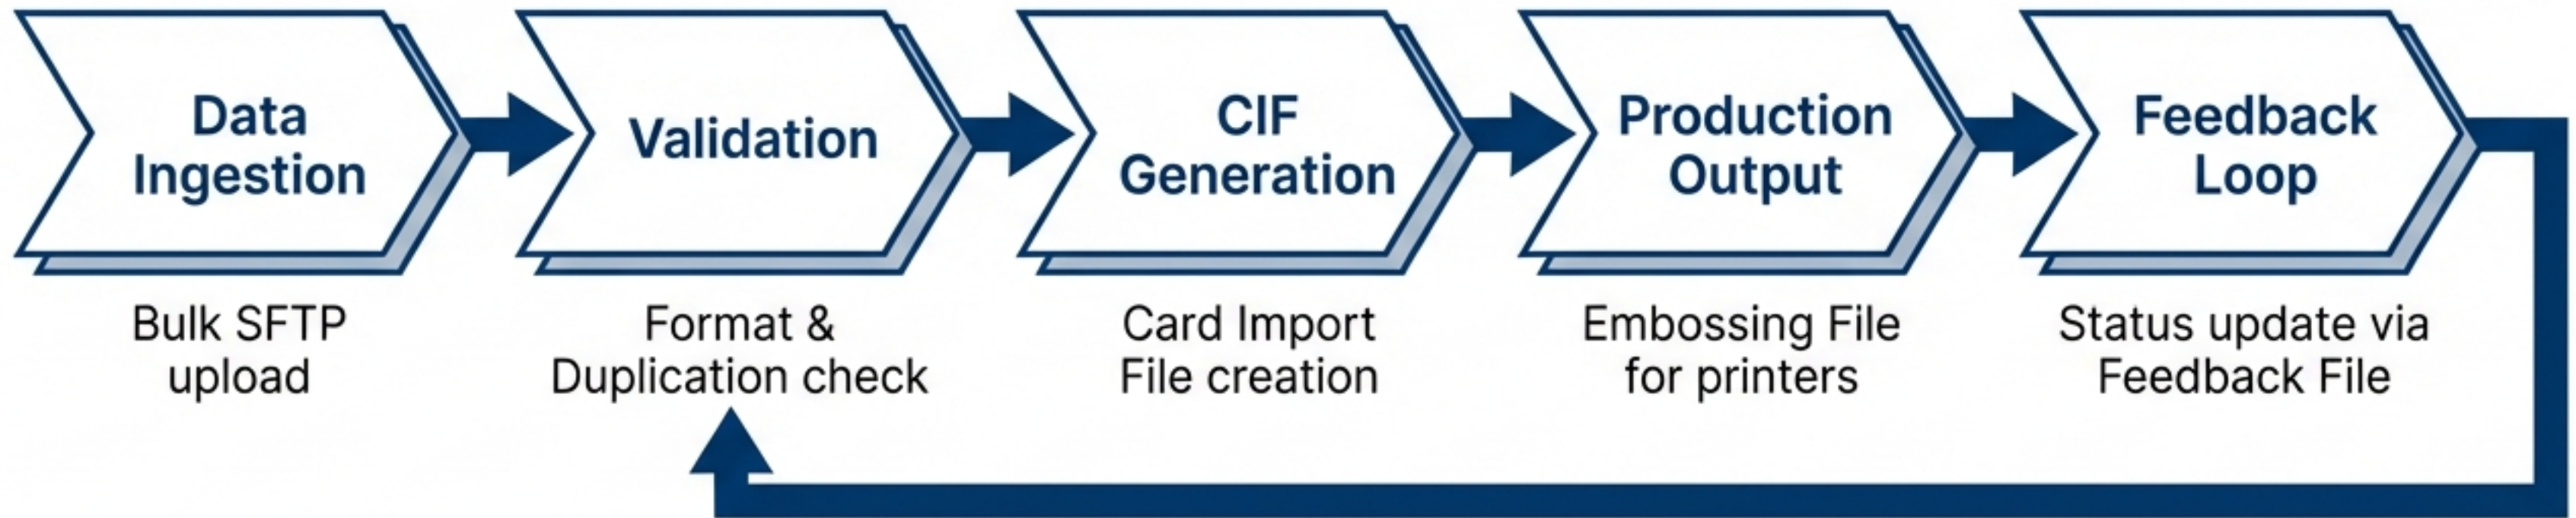 Data
Ingestion
Bulk SFTP
upload
Validation
Format &
Duplication check
CIF
Generation
Card Import
File creation
Production
Output
Embossing File
for printers
Feedback
Loop
Status update via
Feedback File